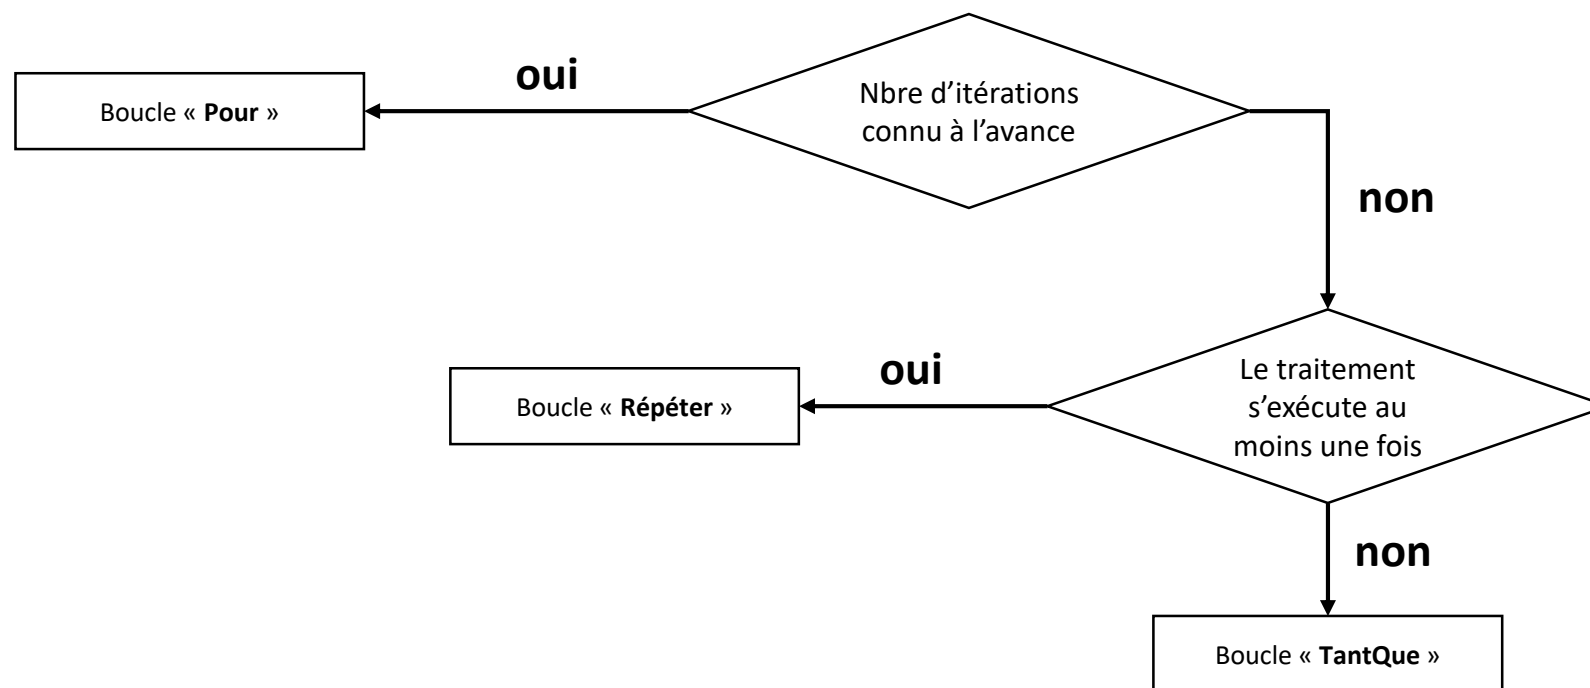 oui
Nbre d'itérations
connu à l'avance
Boucle « Pour »
non
oui
Le traitement
s'exécute au
moins une fois
Boucle « Répéter »
non
Boucle « TantQue »